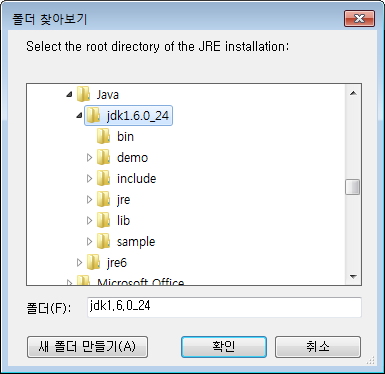 폴더 찾아보기
Select the root directory of the JRE installation:
Java
jdk1.6.0_24
bin
demo
include
jre
lib
sample
jre6
Microsoft Office
폴더(F):
jdk1.6.0_24
새 폴더 만들기(A)
확인
취소